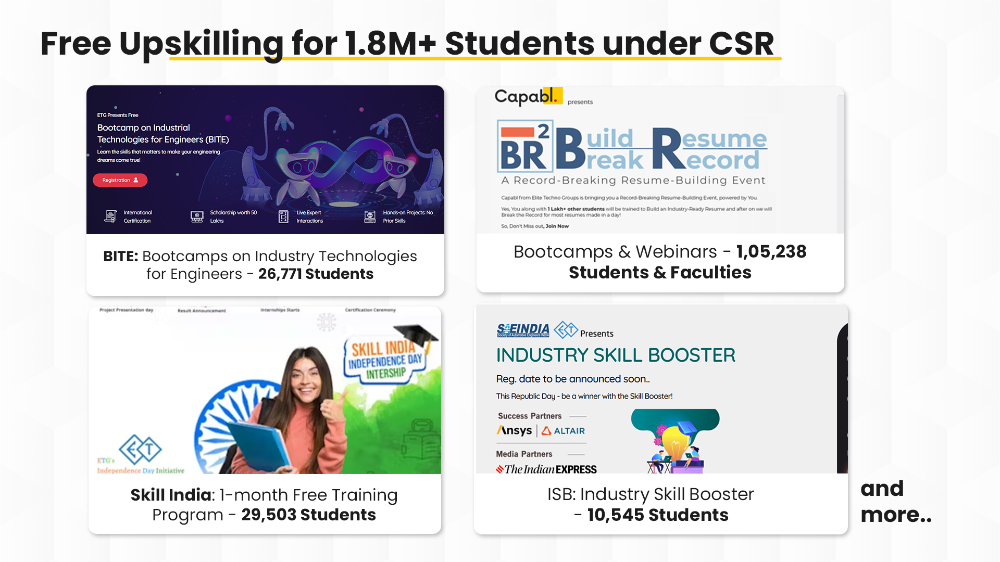 Free Upskilling for 1.8M+ Students under CSR
ETG Presents Free
Bootcamp on Industrial
Technologies for Engineers (BITE)
Learn the skills that matters to make your engineering
dreams come true!
Registration
International
Certification
Scholarship worth 50
Lakhs
Live Expert
Interactions
Hands-on Projects: No
Prior Skills
BITE: Bootcamps on Industry Technologies
for Engineers - 26,771 Students
Capabl. presents
BR2 Build Resume
Break Record
A Record-Breaking Resume-Building Event
Capabl from Elite Techno Groups is bringing you a Record-Breaking Resume-Building Event, powered by You.
Yes, You along with 1 Lakh+ other students will be trained to Build an Industry-Ready Resume and after on we will
Break the Record for most resumes made in a day!
So, Don't Miss out, Join Now
Bootcamps & Webinars - 1,05,238
Students & Faculties
Project Presentation day
Result Announcement
Internships Starts
Certification Ceremony
SKILL INDIA
INDEPENDENCE DAY
INTERSHIP
ET
ETG's
Independence Day Initiative
Skill India: 1-month Free Training
Program - 29,503 Students
SAEINDIA
Society of Automotive Engineers INDIA
ET Presents
INDUSTRY SKILL BOOSTER
Reg. date to be announced soon..
This Republic Day - be a winner with the Skill Booster!
Success Partners
Ansys | ALTAIR
Media Partners
The Indian EXPRESS
ISB: Industry Skill Booster
- 10,545 Students
and
more..